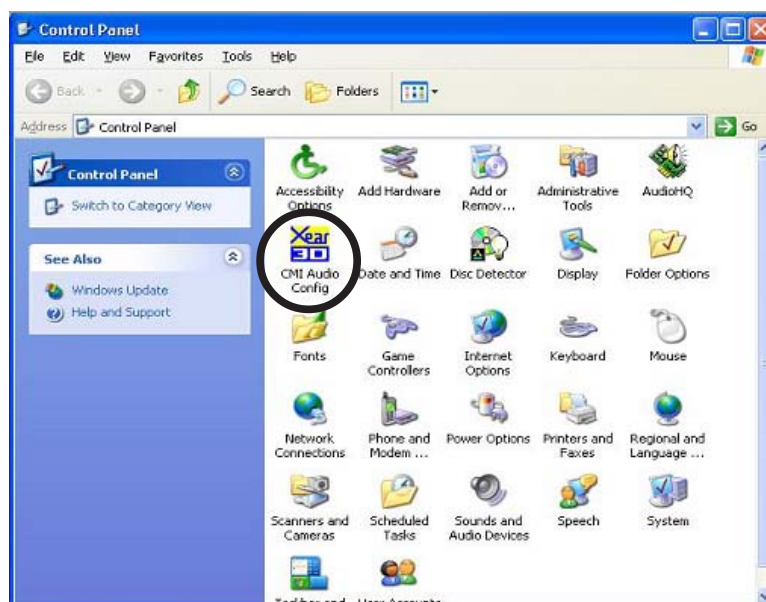 Control Panel
File Edit View Favorites Tools Help
Back Search Folders
Address Control Panel Go
Control Panel
Switch to Category View
See Also
Windows Update
Help and Support
Accessibility
Options
Add Hardware
Add or
Remov...
Administrative
Tools
AudioHQ
Xear
3D
CMI Audio
Config
Date and Time
Disc Detector
Display
Folder Options
Fonts
Game
Controllers
Internet
Options
Keyboard
Mouse
Network
Connections
Phone and
Modem ...
Power Options
Printers and
Faxes
Regional and
Language ...
Scanners and
Cameras
Scheduled
Tasks
Sounds and
Audio Devices
Speech
System
Taskbar and
User Accounts